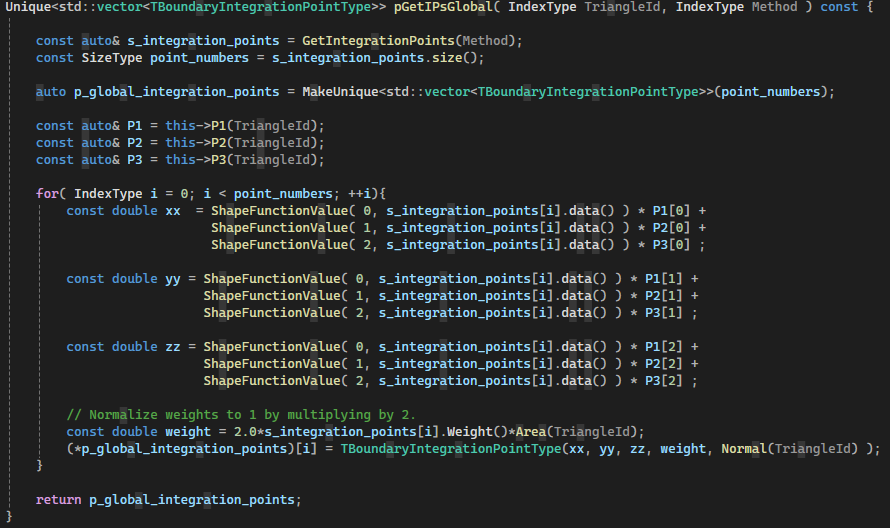 Unique<std::vector<TBoundaryIntegrationPointType>> pGetIPsGlobal( IndexType TriangleId, IndexType Method ) const {
const auto& s_integration_points = GetIntegrationPoints(Method);
const SizeType point_numbers = s_integration_points.size();
auto p_global_integration_points = MakeUnique<std::vector<TBoundaryIntegrationPointType>>(point_numbers);
const auto& P1 = this->P1(TriangleId);
const auto& P2 = this->P2(TriangleId);
const auto& P3 = this->P3(TriangleId);
for( IndexType i = 0; i < point_numbers; ++i){
const double xx  = ShapeFunctionValue( 0, s_integration_points[i].data() ) * P1[0] +
ShapeFunctionValue( 1, s_integration_points[i].data() ) * P2[0] +
ShapeFunctionValue( 2, s_integration_points[i].data() ) * P3[0] ;
const double yy = ShapeFunctionValue( 0, s_integration_points[i].data() ) * P1[1] +
ShapeFunctionValue( 1, s_integration_points[i].data() ) * P2[1] +
ShapeFunctionValue( 2, s_integration_points[i].data() ) * P3[1] ;
const double zz = ShapeFunctionValue( 0, s_integration_points[i].data() ) * P1[2] +
ShapeFunctionValue( 1, s_integration_points[i].data() ) * P2[2] +
ShapeFunctionValue( 2, s_integration_points[i].data() ) * P3[2] ;
// Normalize weights to 1 by multiplying by 2.
const double weight = 2.0*s_integration_points[i].Weight()*Area(TriangleId);
(*p_global_integration_points)[i] = TBoundaryIntegrationPointType(xx, yy, zz, weight, Normal(TriangleId) );
}
return p_global_integration_points;
}